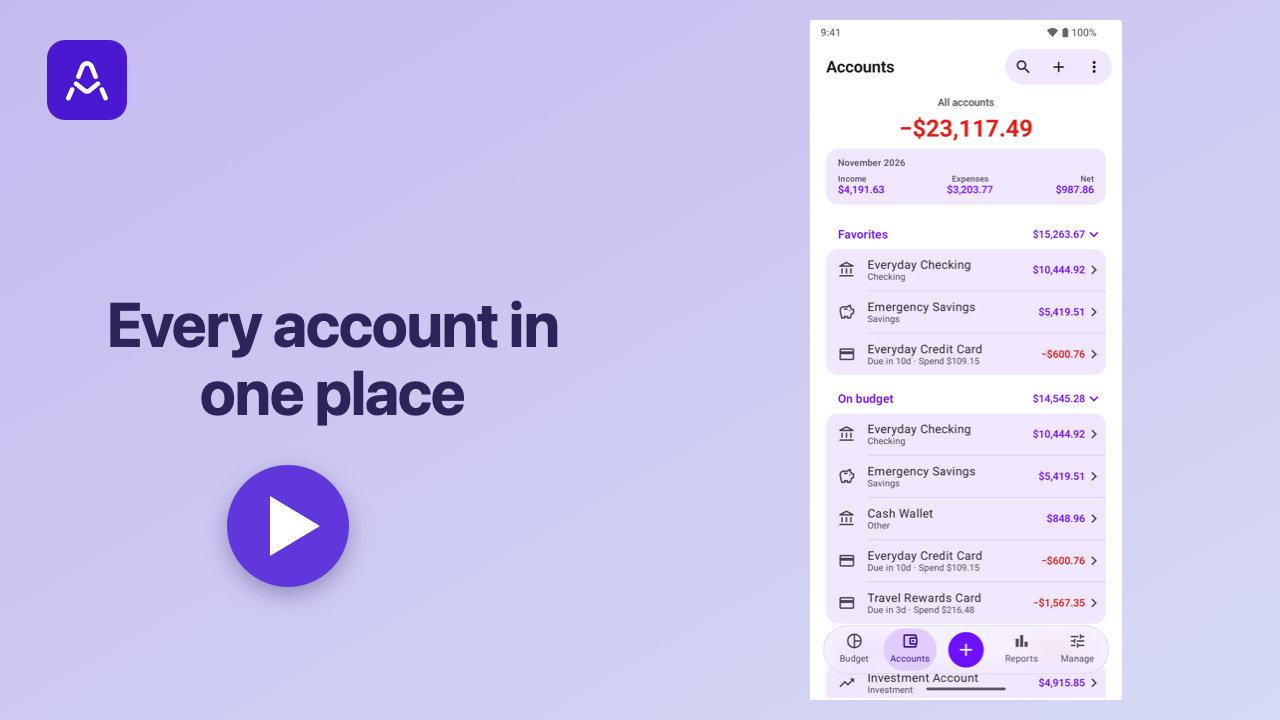 Every account in
one place
9:41
100%
Accounts
All accounts
−$23,117.49
November 2026
Income Expenses Net
$4,191.63 $3,203.77 $987.86
Favorites $15,263.67
Everyday Checking $10,444.92
Checking
Emergency Savings $5,419.51
Savings
Everyday Credit Card −$600.76
Due in 10d · Spend $109.15
On budget $14,545.28
Everyday Checking $10,444.92
Checking
Emergency Savings $5,419.51
Savings
Cash Wallet $848.96
Other
Everyday Credit Card −$600.76
Due in 10d · Spend $109.15
Travel Rewards Card −$1,567.35
Due in 3d · Spend $216.48
Budget Accounts Reports Manage
Investment Account $4,915.85
Investment